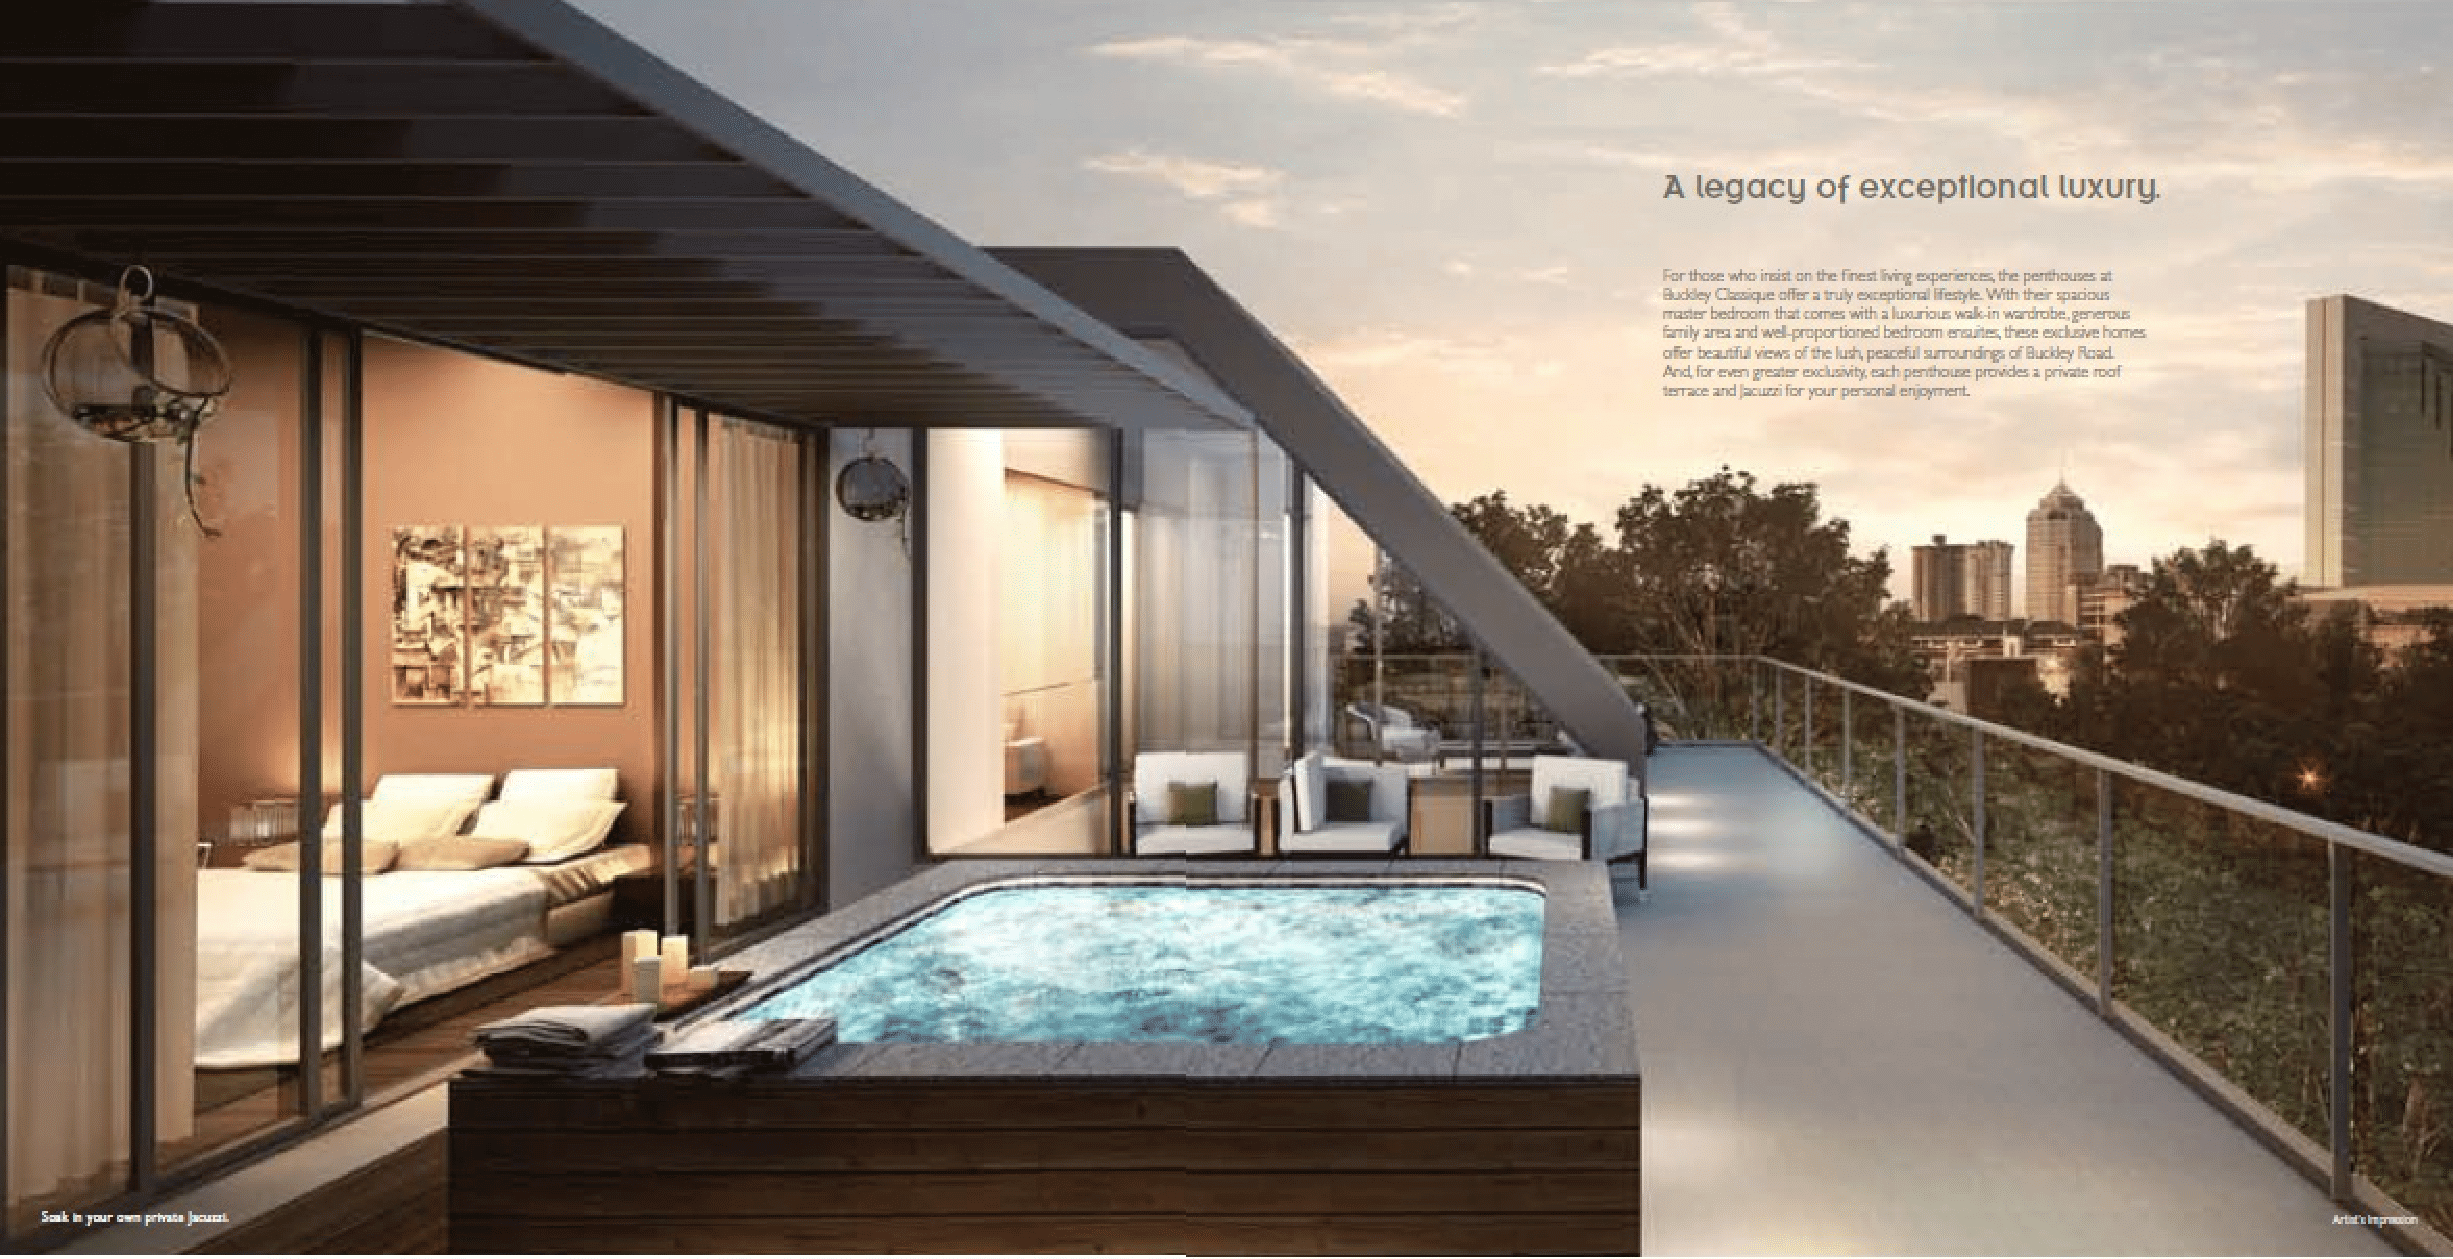 A legacy of exceptional luxury.
For those who insist on the finest living experiences, the penthouses at
Buckley Classique offer a truly exceptional lifestyle. With their spacious
master bedroom that comes with a luxurious walk-in wardrobe, generous
family area and well-proportioned bedroom ensuites, these exclusive homes
offer beautiful views of the lush, peaceful surroundings of Buckley Road.
And, for even greater exclusivity, each penthouse provides a private roof
terrace and Jacuzzi for your personal enjoyment.
Soak in your own private Jacuzzi.
Artist's Impression